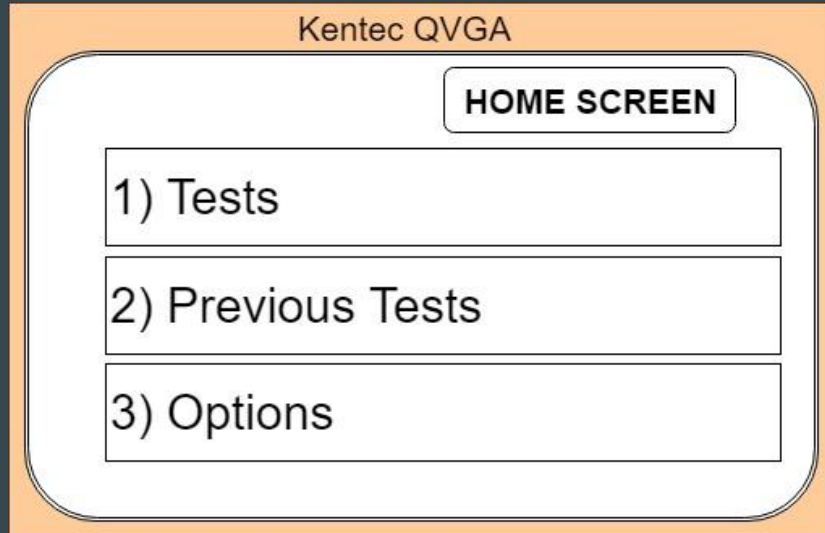 Kentec QVGA
HOME SCREEN
1) Tests
2) Previous Tests
3) Options